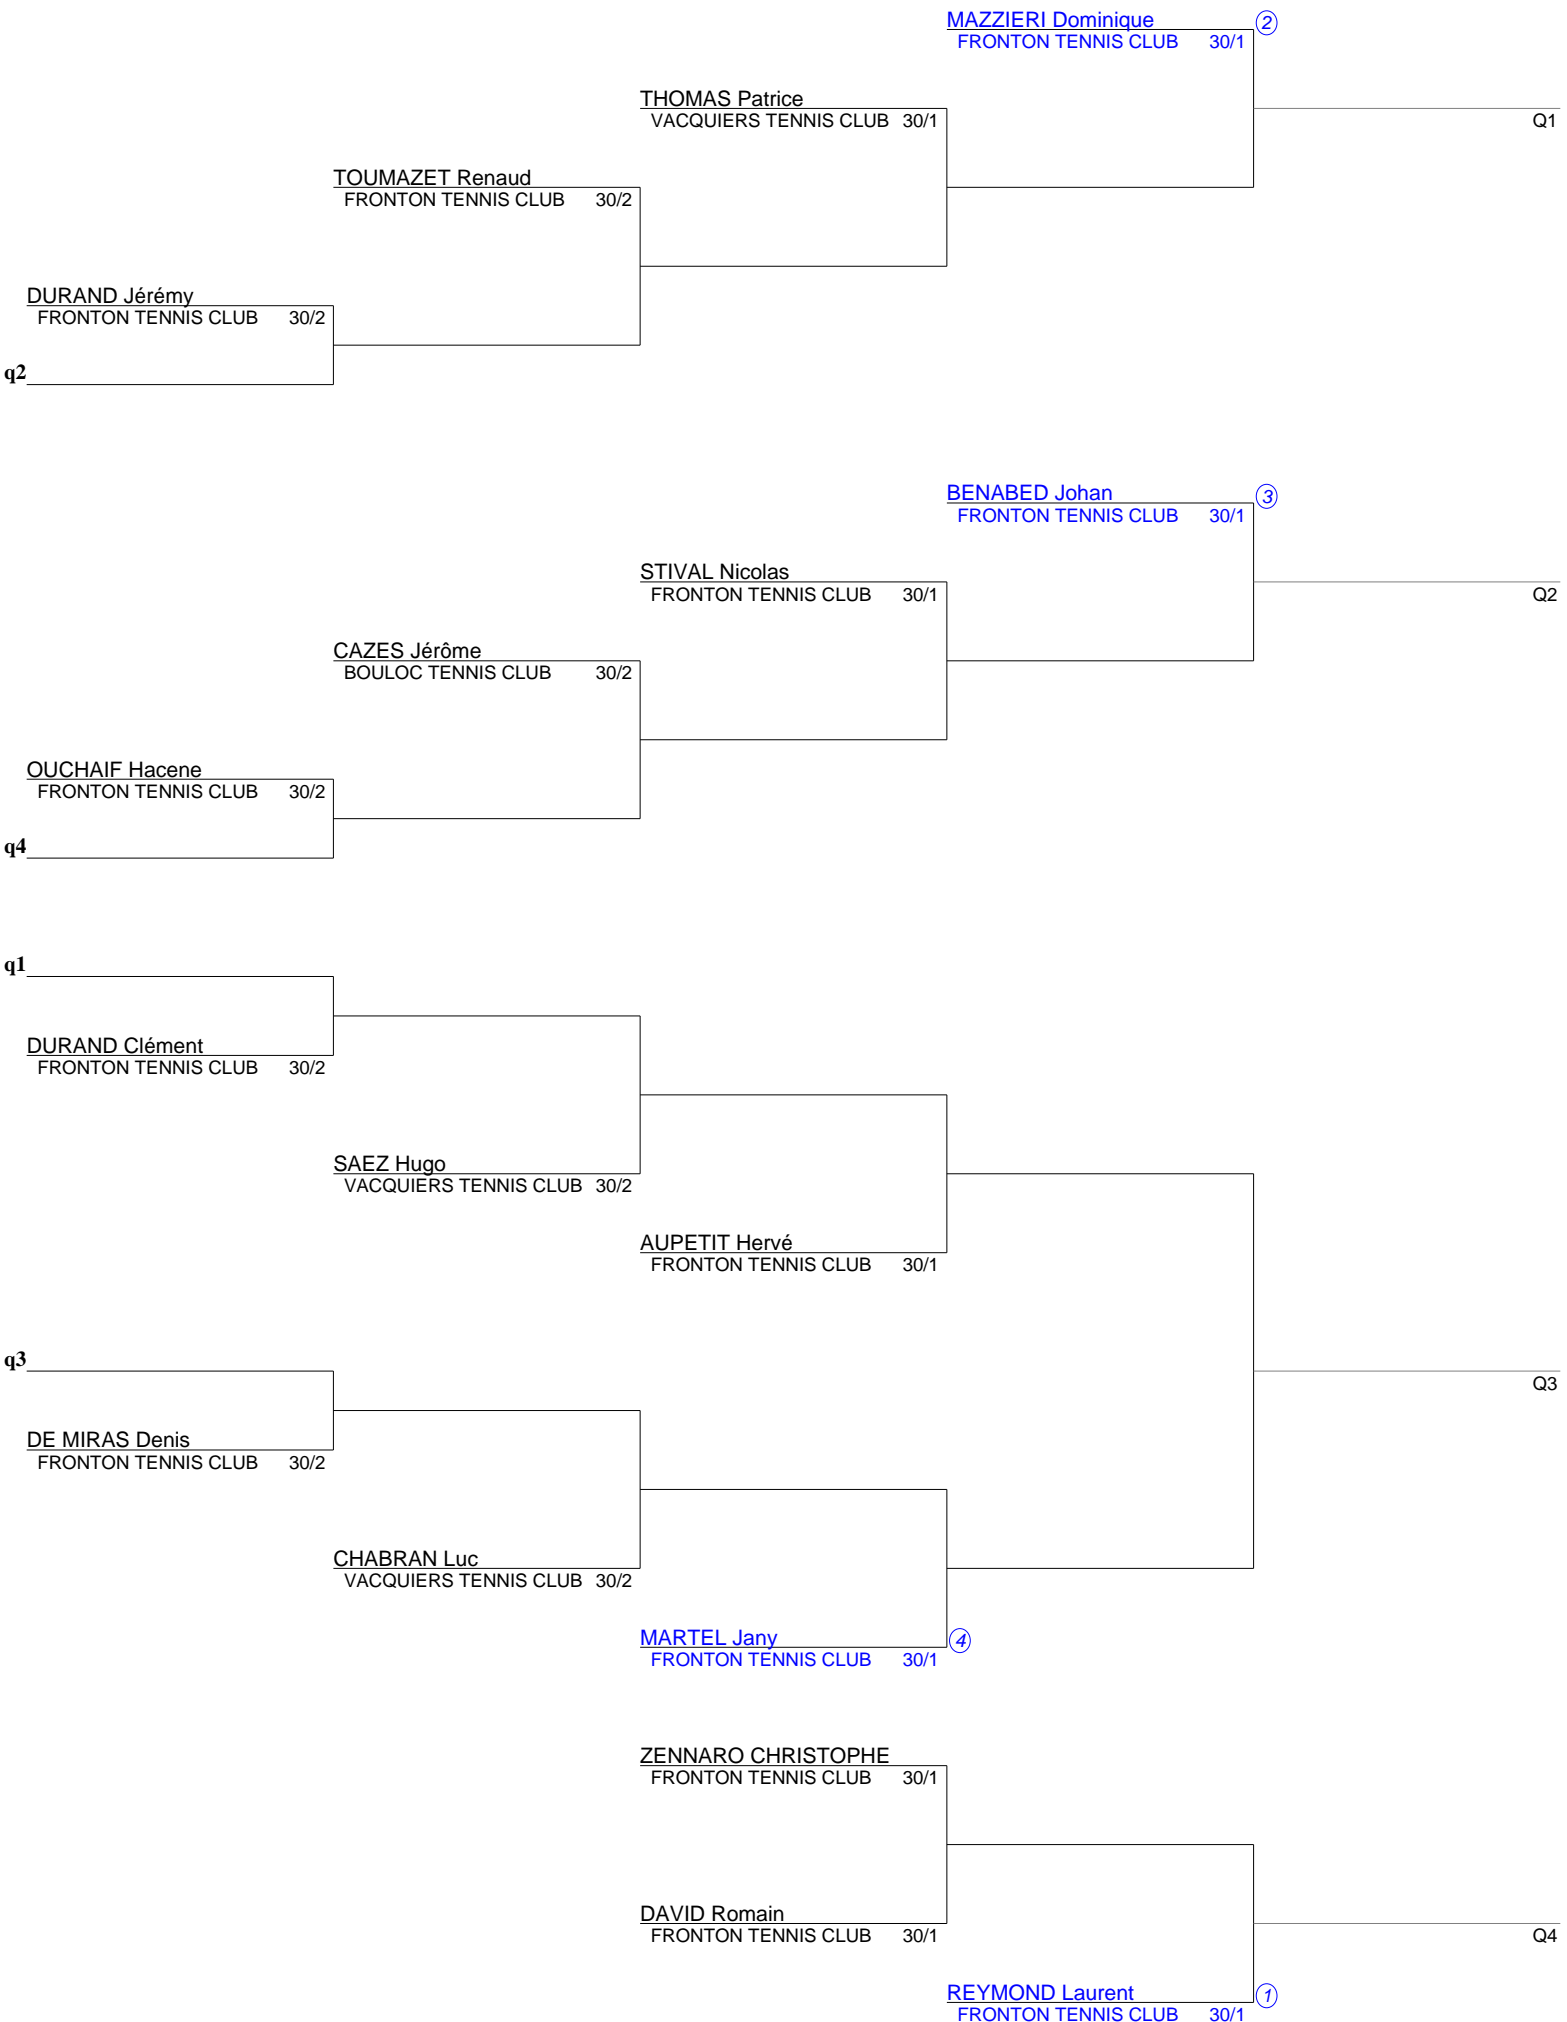 MAZZIERI Dominique 2
FRONTON TENNIS CLUB 30/1
THOMAS Patrice
VACQUIERS TENNIS CLUB 30/1
Q1
TOUMAZET Renaud
FRONTON TENNIS CLUB 30/2
DURAND Jérémy
FRONTON TENNIS CLUB 30/2
q2
BENABED Johan 3
FRONTON TENNIS CLUB 30/1
STIVAL Nicolas
FRONTON TENNIS CLUB 30/1
Q2
CAZES Jérôme
BOULOC TENNIS CLUB 30/2
OUCHAIF Hacene
FRONTON TENNIS CLUB 30/2
q4
q1
DURAND Clément
FRONTON TENNIS CLUB 30/2
SAEZ Hugo
VACQUIERS TENNIS CLUB 30/2
AUPETIT Hervé
FRONTON TENNIS CLUB 30/1
q3
Q3
DE MIRAS Denis
FRONTON TENNIS CLUB 30/2
CHABRAN Luc
VACQUIERS TENNIS CLUB 30/2
MARTEL Jany 4
FRONTON TENNIS CLUB 30/1
ZENNARO CHRISTOPHE
FRONTON TENNIS CLUB 30/1
DAVID Romain
FRONTON TENNIS CLUB 30/1
Q4
REYMOND Laurent 1
FRONTON TENNIS CLUB 30/1